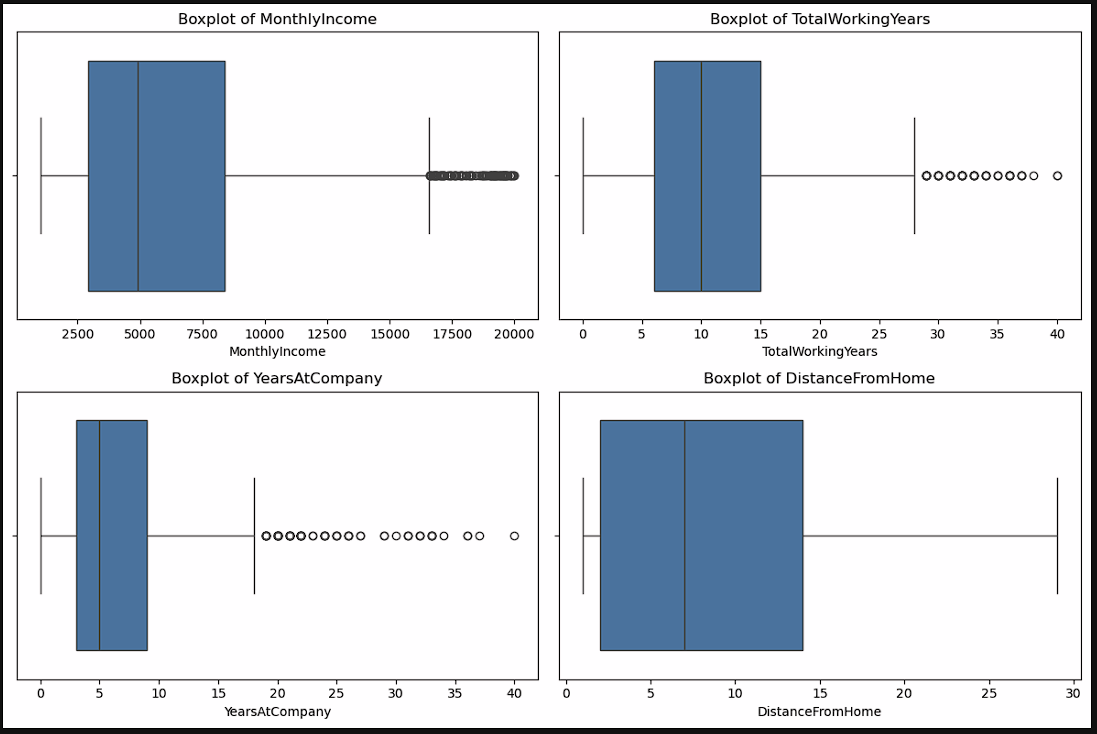 Boxplot of MonthlyIncome
2500 5000 7500 10000 12500 15000 17500 20000
MonthlyIncome
Boxplot of TotalWorkingYears
0 5 10 15 20 25 30 35 40
TotalWorkingYears
Boxplot of YearsAtCompany
0 5 10 15 20 25 30 35 40
YearsAtCompany
Boxplot of DistanceFromHome
0 5 10 15 20 25 30
DistanceFromHome